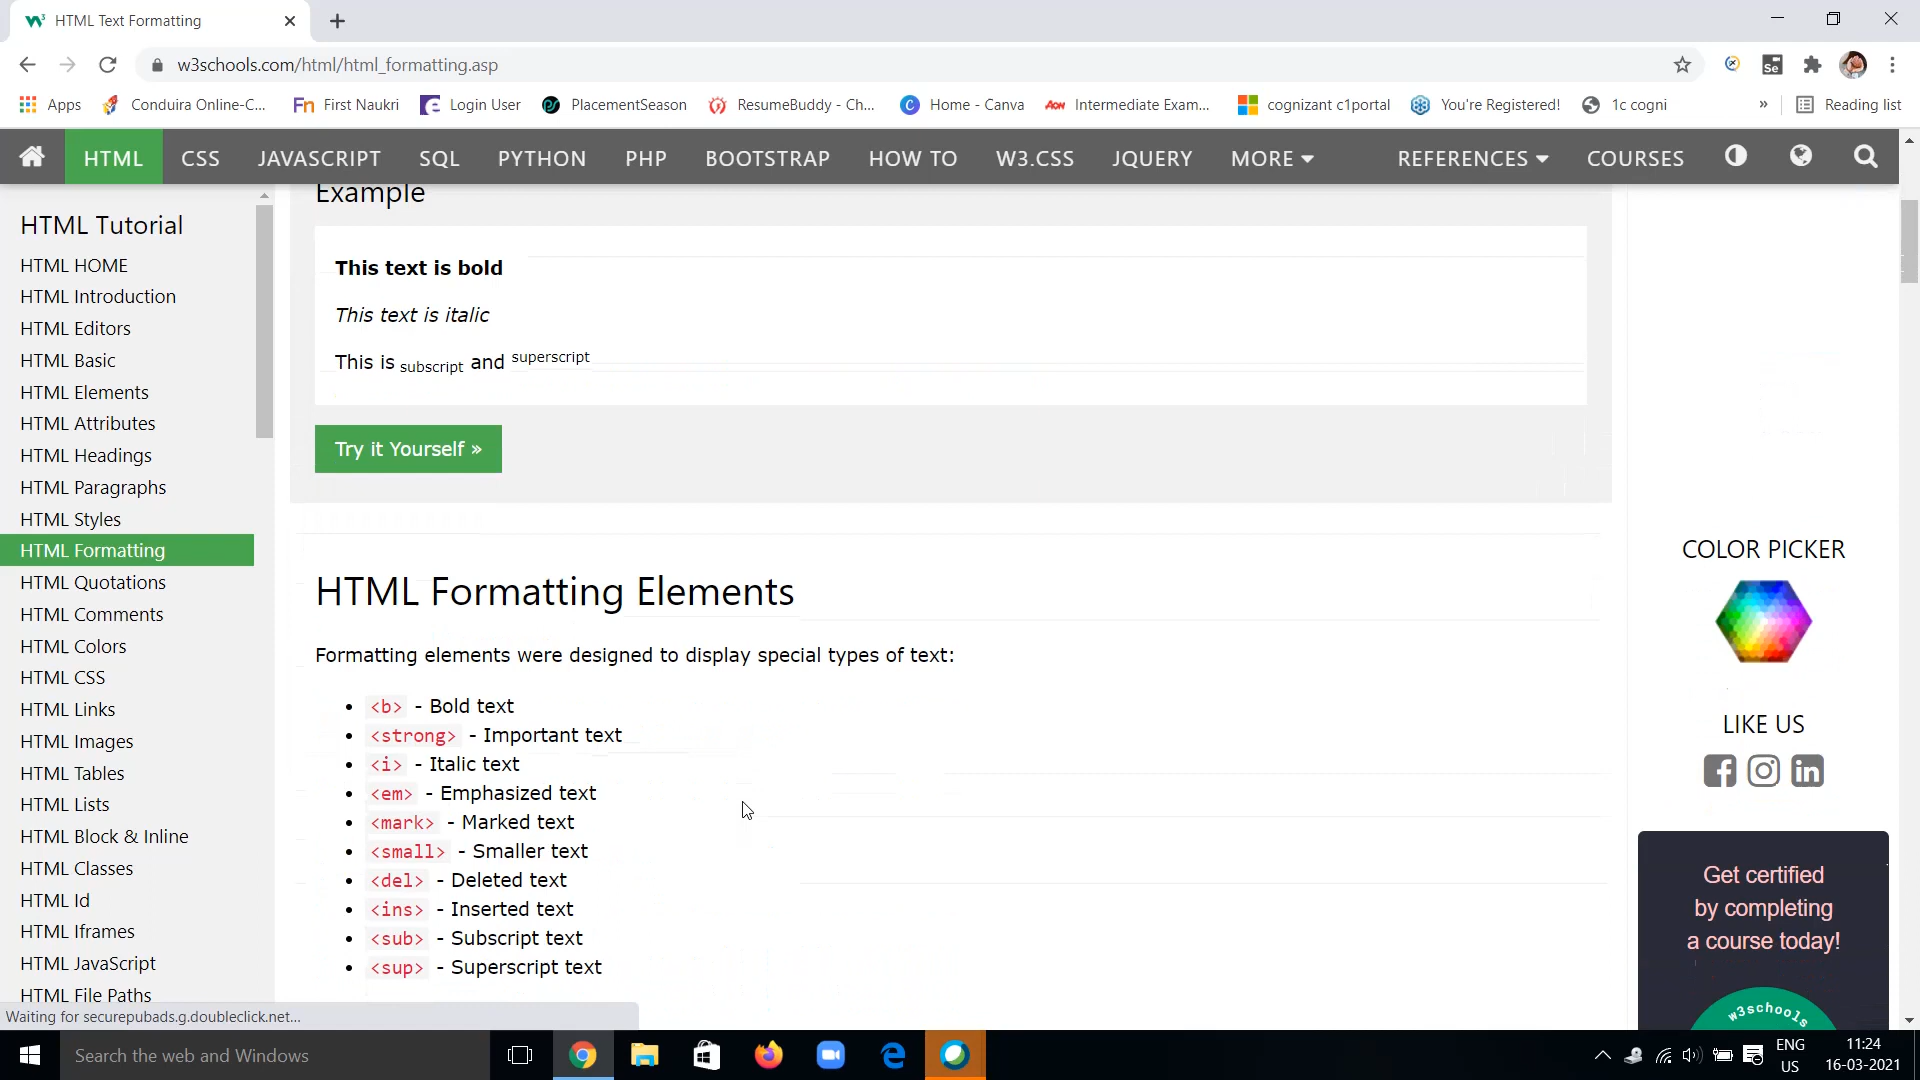 HTML Text Formatting
w3schools.com/html/html_formatting.asp
Apps Conduira Online-C... First Naukri Login User PlacementSeason ResumeBuddy - Ch... Home - Canva Intermediate Exam... cognizant c1portal You're Registered! 1c cogni » Reading list
HTML CSS JAVASCRIPT SQL PYTHON PHP BOOTSTRAP HOW TO W3.CSS JQUERY MORE REFERENCES COURSES
HTML Tutorial
HTML HOME
HTML Introduction
HTML Editors
HTML Basic
HTML Elements
HTML Attributes
HTML Headings
HTML Paragraphs
HTML Styles
HTML Formatting
HTML Quotations
HTML Comments
HTML Colors
HTML CSS
HTML Links
HTML Images
HTML Tables
HTML Lists
HTML Block & Inline
HTML Classes
HTML Id
HTML Iframes
HTML JavaScript
HTML File Paths
Example
This text is bold
This text is italic
This is subscript and superscript
Try it Yourself »
HTML Formatting Elements
Formatting elements were designed to display special types of text:
<b> - Bold text
<strong> - Important text
<i> - Italic text
<em> - Emphasized text
<mark> - Marked text
<small> - Smaller text
<del> - Deleted text
<ins> - Inserted text
<sub> - Subscript text
<sup> - Superscript text
COLOR PICKER
LIKE US
Get certified
by completing
a course today!
w3schools
Waiting for securepubads.g.doubleclick.net...
Search the web and Windows
ENG
US
11:24
16-03-2021